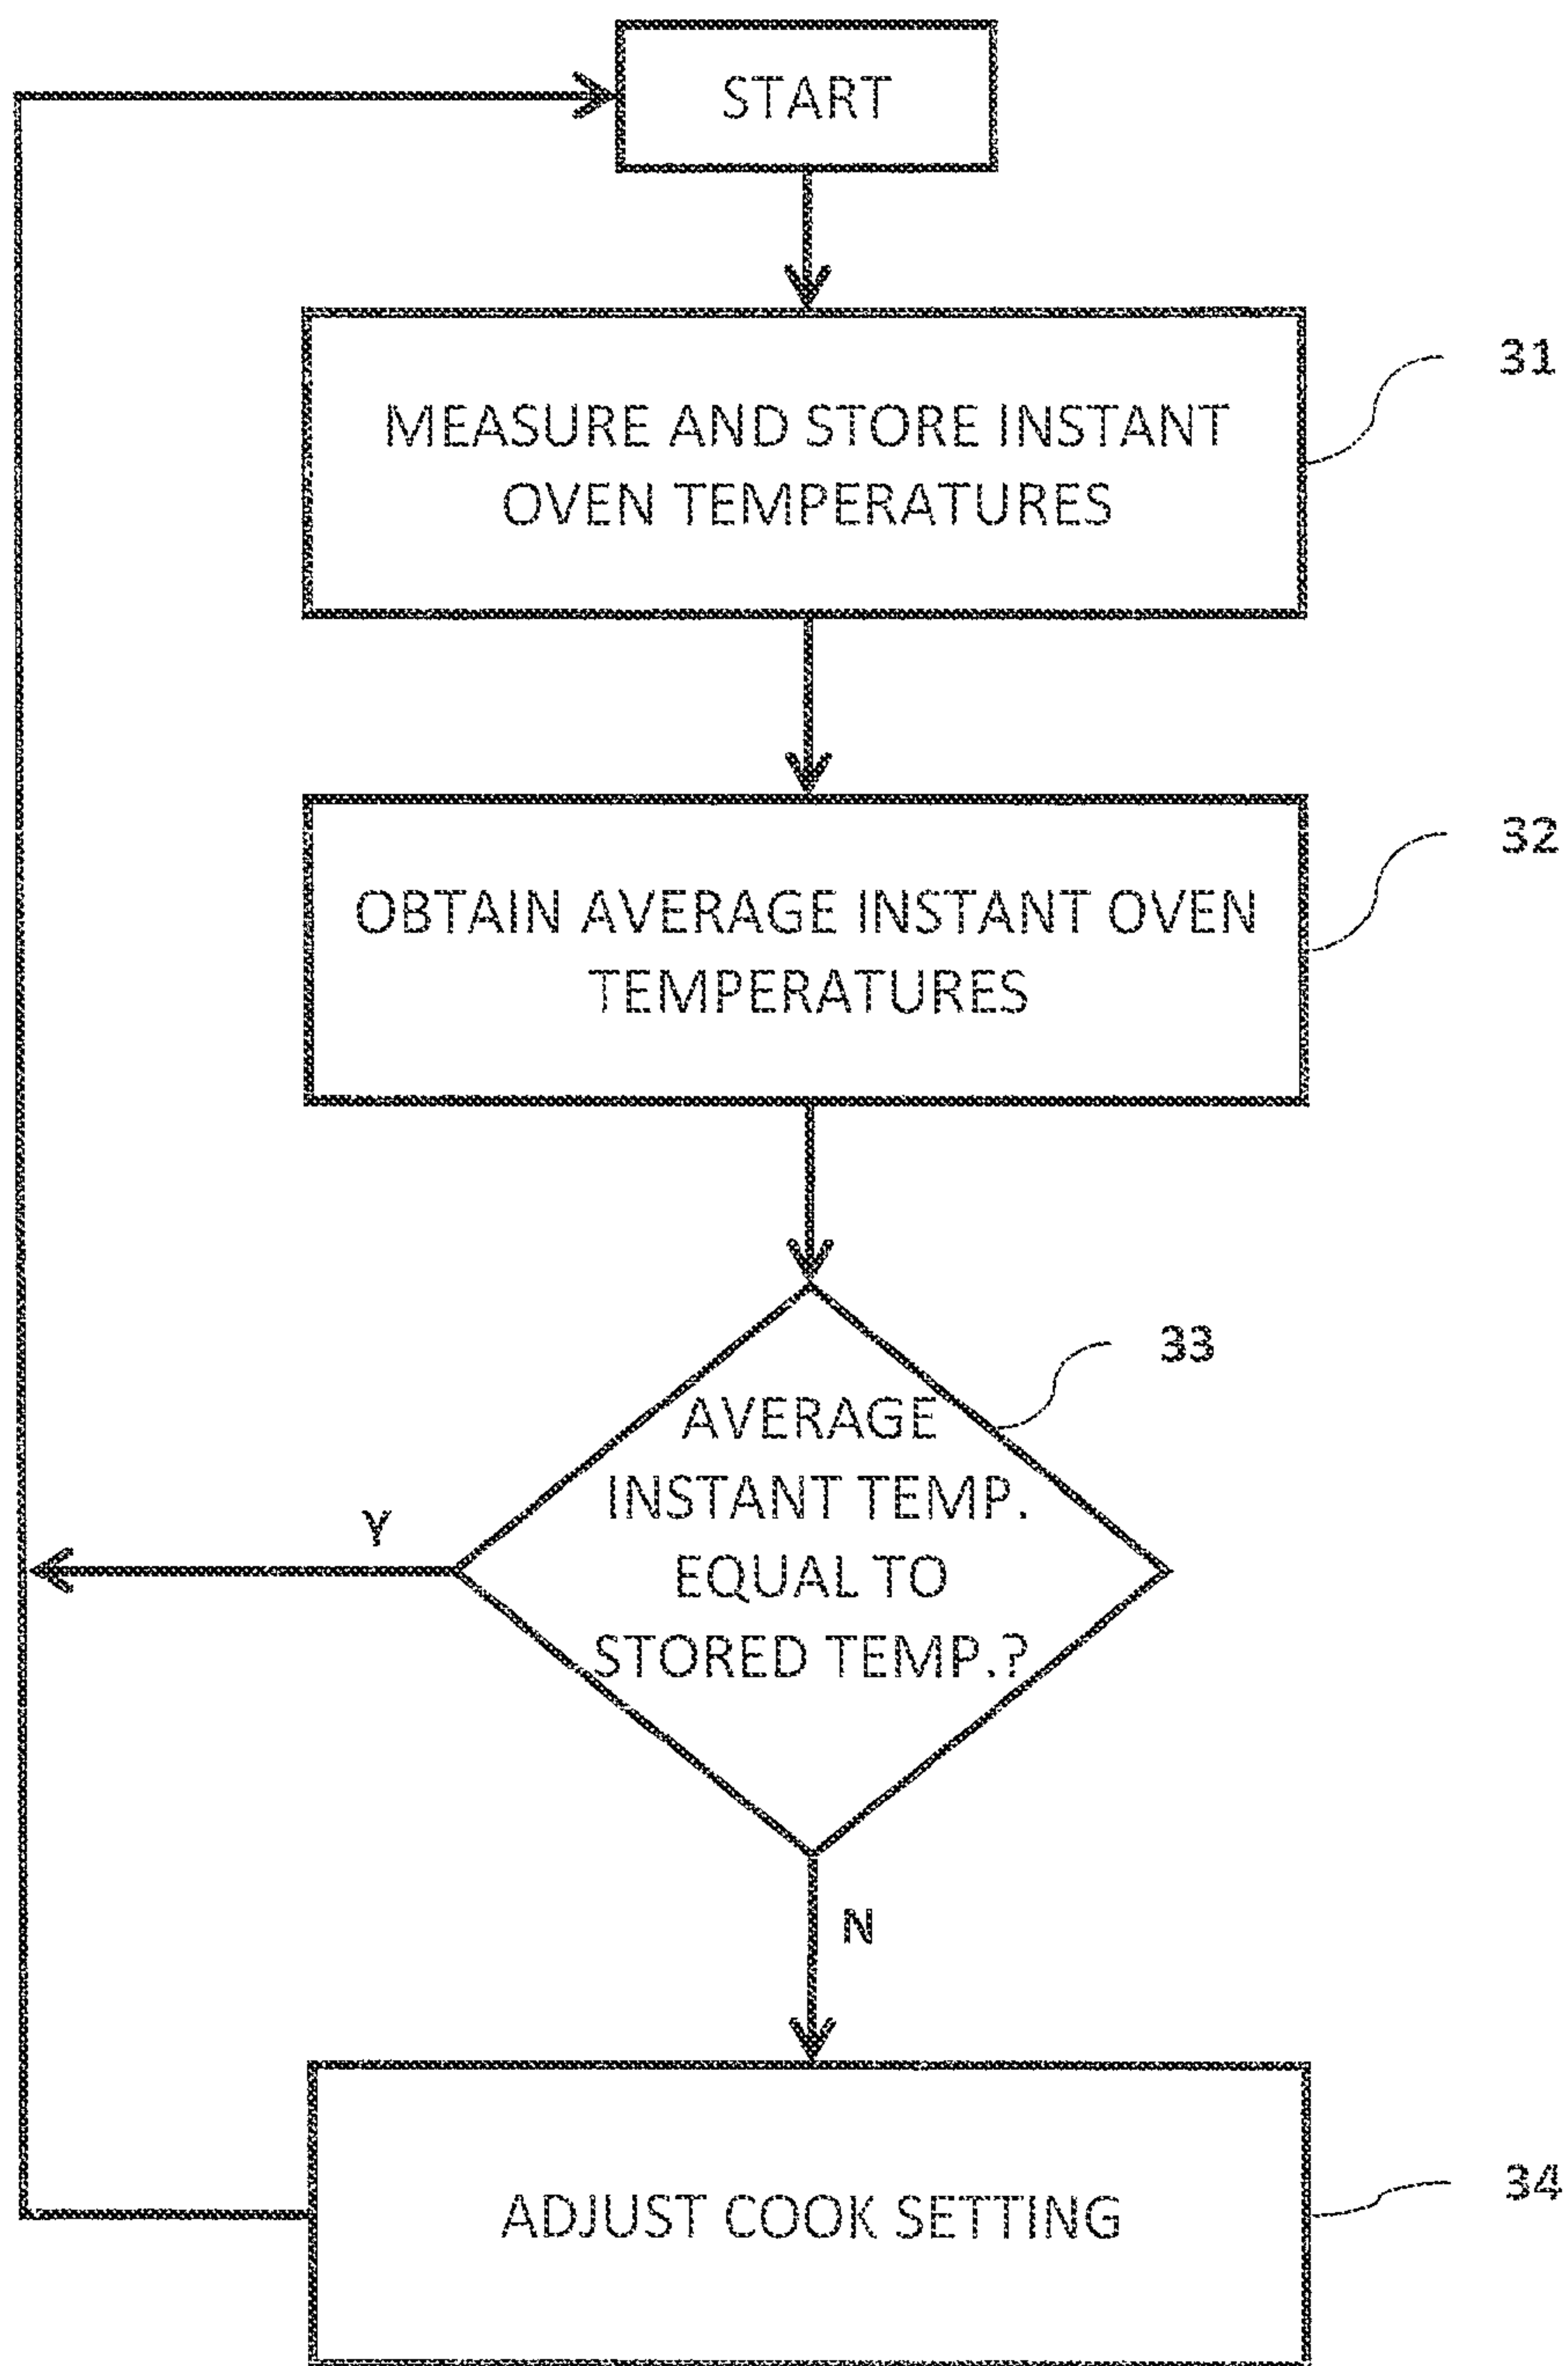 START
MEASURE AND STORE INSTANT
OVEN TEMPERATURES
31
OBTAIN AVERAGE INSTANT OVEN
TEMPERATURES
32
33
AVERAGE
INSTANT TEMP.
EQUAL TO
STORED TEMP.?
Y
N
ADJUST COOK SETTING
34